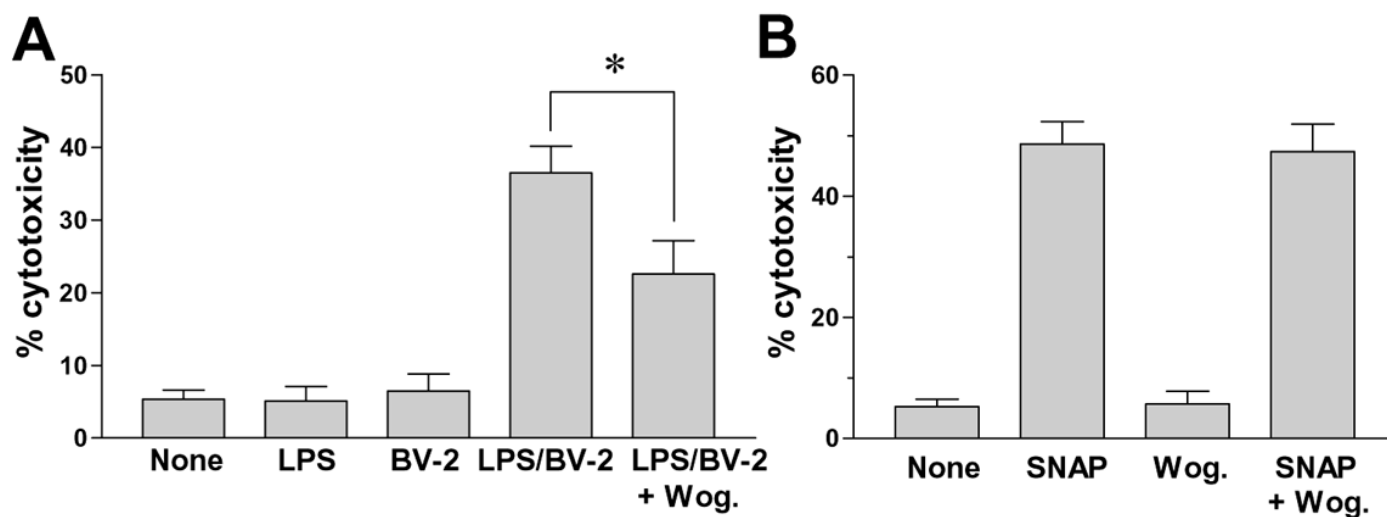 A
% cytotoxicity
50
*
40
30
20
10
0
None LPS BV-2 LPS/BV-2 LPS/BV-2
+ Wog.
B
% cytotoxicity
60
40
20
0
None SNAP Wog. SNAP
+ Wog.